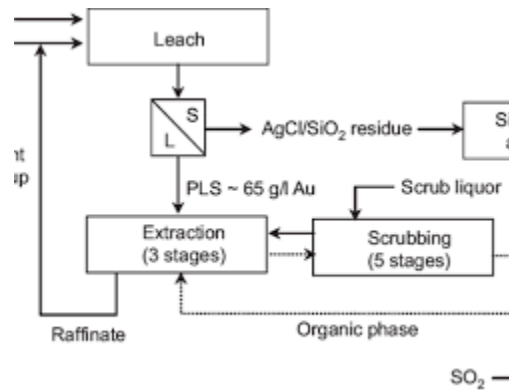 Leach
S
L
AgCl/SiO₂ residue
PLS ~ 65 g/l Au
Scrub liquor
Extraction
(3 stages)
Scrubbing
(5 stages)
Raffinate
Organic phase
SO₂